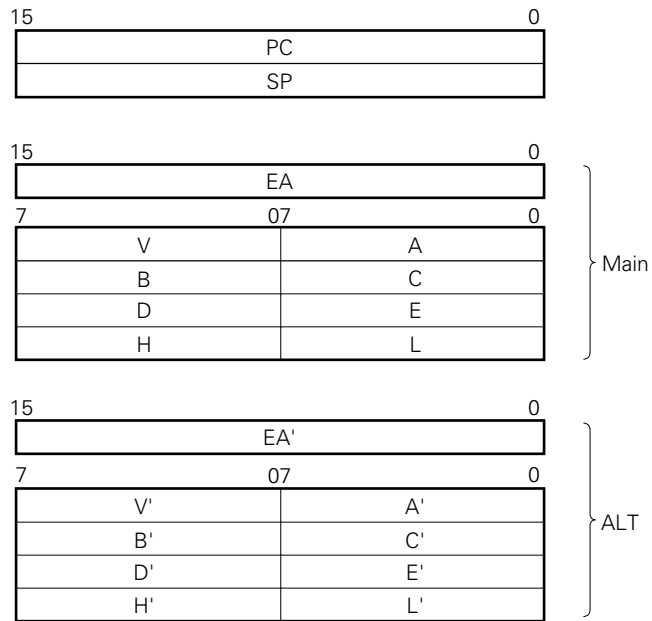 15 0
PC
SP
15 0
EA
7 07 0
V A
B C
D E
H L
Main
15 0
EA'
7 07 0
V' A'
B' C'
D' E'
H' L'
ALT